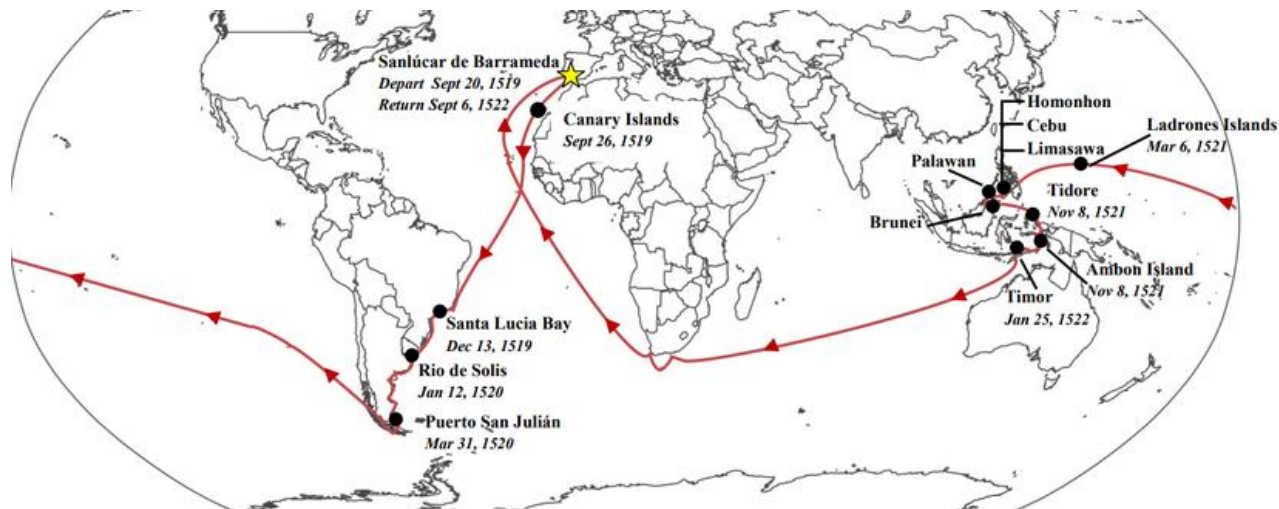 Sanlúcar de Barrameda
Depart Sept 20, 1519
Return Sept 6, 1522
Canary Islands
Sept 26, 1519
Santa Lucia Bay
Dec 13, 1519
Rio de Solis
Jan 12, 1520
Puerto San Julián
Mar 31, 1520
Homonhon
Cebu
Limasawa
Ladrones Islands
Mar 6, 1521
Palawan
Brunei
Tidore
Nov 8, 1521
Ambon Island
Nov 8, 1521
Timor
Jan 25, 1522